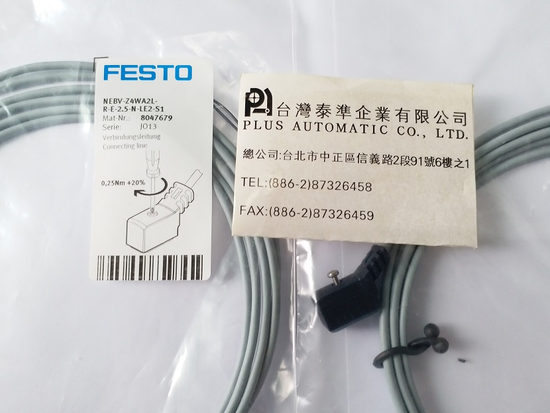 FESTO
NEBV-Z4WA2L-
R-E-2.5-N-LE2-S1
Mat Nr.: 8047679
Serie: J013
Verbindungsleitung
Connecting line
0,25Nm +20%
台灣泰準企業有限公司
PLUS AUTOMATIC CO., LTD.
總公司:台北市中正區信義路2段91號6樓之1
TEL:(886-2)87326458
FAX:(886-2)87326459